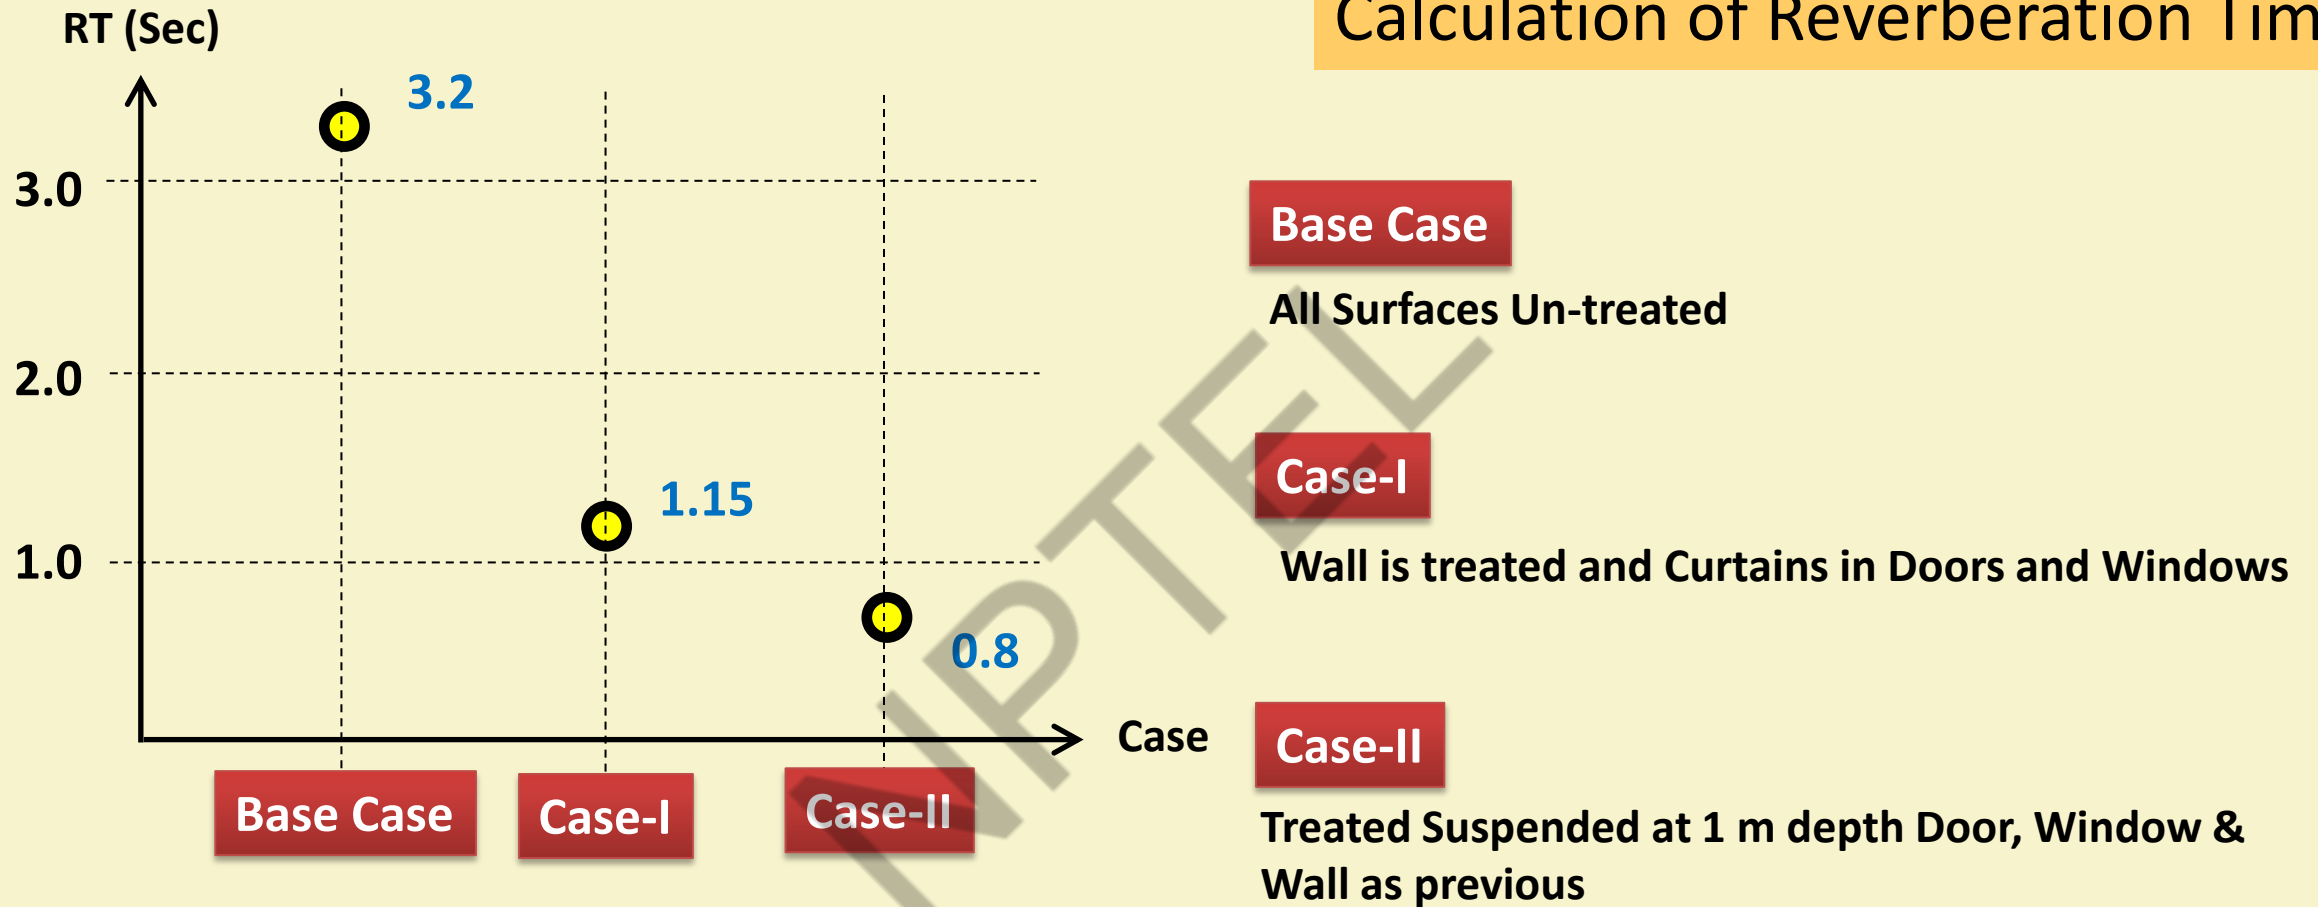 RT (Sec)
Calculation of Reverberation Tim
3.2
3.0
2.0
1.15
1.0
0.8
Case
Base Case
Case-I
Case-II
Base Case
All Surfaces Un-treated
Case-I
Wall is treated and Curtains in Doors and Windows
Case-II
Treated Suspended at 1 m depth Door, Window &
Wall as previous
NPTEL